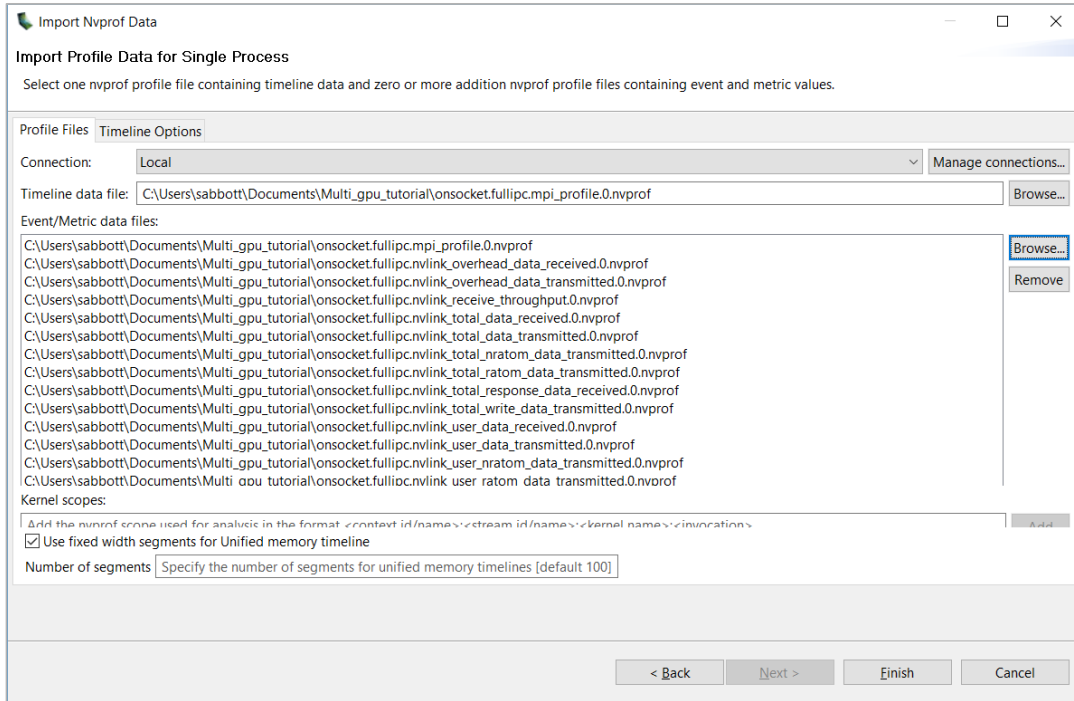 Import Nvprof Data
Import Profile Data for Single Process
Select one nvprof profile file containing timeline data and zero or more addition nvprof profile files containing event and metric values.
Profile Files Timeline Options
Connection: Local Manage connections...
Timeline data file: C:\Users\sabbott\Documents\Multi_gpu_tutorial\onsocket.fullipc.mpi_profile.0.nvprof Browse...
Event/Metric data files:
C:\Users\sabbott\Documents\Multi_gpu_tutorial\onsocket.fullipc.mpi_profile.0.nvprof Browse...
C:\Users\sabbott\Documents\Multi_gpu_tutorial\onsocket.fullipc.nvlink_overhead_data_received.0.nvprof
C:\Users\sabbott\Documents\Multi_gpu_tutorial\onsocket.fullipc.nvlink_overhead_data_transmitted.0.nvprof Remove
C:\Users\sabbott\Documents\Multi_gpu_tutorial\onsocket.fullipc.nvlink_receive_throughput.0.nvprof
C:\Users\sabbott\Documents\Multi_gpu_tutorial\onsocket.fullipc.nvlink_total_data_received.0.nvprof
C:\Users\sabbott\Documents\Multi_gpu_tutorial\onsocket.fullipc.nvlink_total_data_transmitted.0.nvprof
C:\Users\sabbott\Documents\Multi_gpu_tutorial\onsocket.fullipc.nvlink_total_nratom_data_transmitted.0.nvprof
C:\Users\sabbott\Documents\Multi_gpu_tutorial\onsocket.fullipc.nvlink_total_ratom_data_transmitted.0.nvprof
C:\Users\sabbott\Documents\Multi_gpu_tutorial\onsocket.fullipc.nvlink_total_response_data_received.0.nvprof
C:\Users\sabbott\Documents\Multi_gpu_tutorial\onsocket.fullipc.nvlink_total_write_data_transmitted.0.nvprof
C:\Users\sabbott\Documents\Multi_gpu_tutorial\onsocket.fullipc.nvlink_user_data_received.0.nvprof
C:\Users\sabbott\Documents\Multi_gpu_tutorial\onsocket.fullipc.nvlink_user_data_transmitted.0.nvprof
C:\Users\sabbott\Documents\Multi_gpu_tutorial\onsocket.fullipc.nvlink_user_nratom_data_transmitted.0.nvprof
C:\Users\sabbott\Documents\Multi_gpu_tutorial\onsocket.fullipc.nvlink_user_ratom_data_transmitted.0.nvprof
Kernel scopes:
Add the nvprof scope used for analysis in the format <context id/name>:<stream id/name>:<kernel name>:<invocation> Add
Use fixed width segments for Unified memory timeline
Number of segments Specify the number of segments for unified memory timelines [default 100]
< Back Next > Finish Cancel